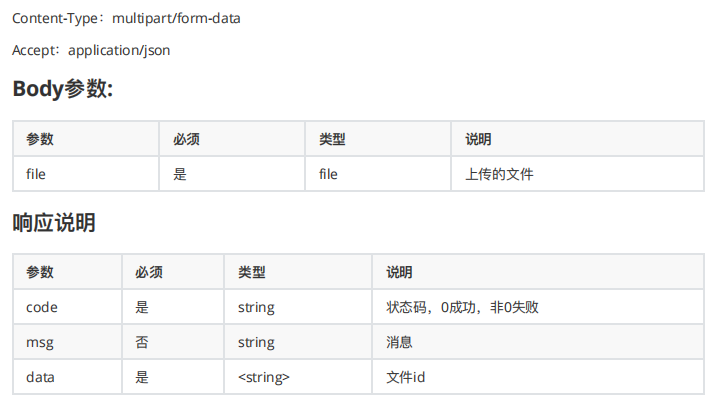 Content-Type：multipart/form-data
Accept：application/json
Body参数:
参数 必须 类型 说明
file 是 file 上传的文件
响应说明
参数 必须 类型 说明
code 是 string 状态码，0成功，非0失败
msg 否 string 消息
data 是 <string> 文件id